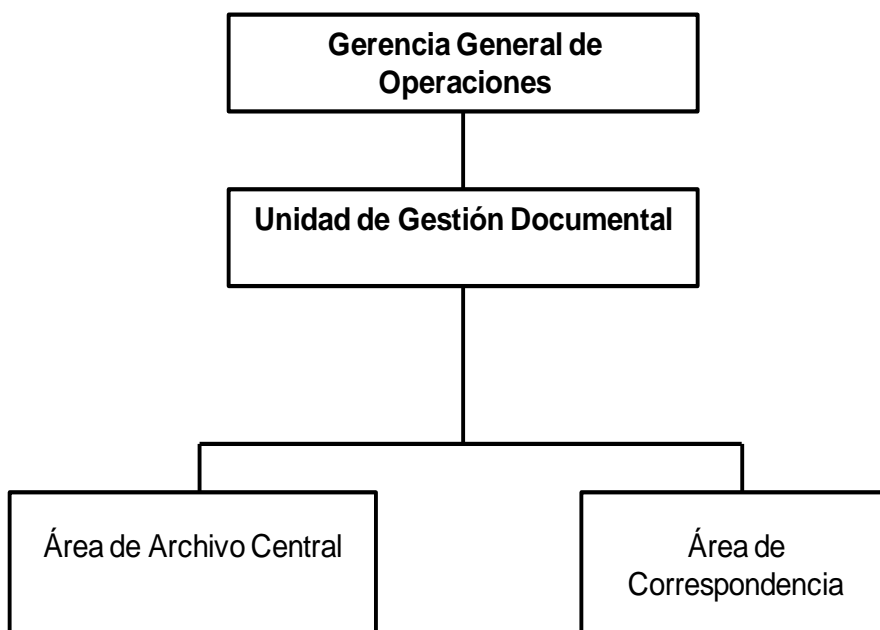 Gerencia General de
Operaciones
Unidad de Gestión Documental
Área de Archivo Central
Área de
Correspondencia